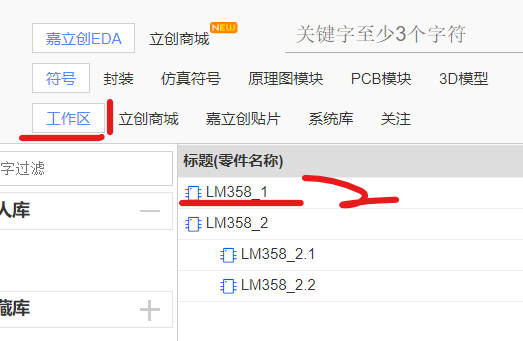 嘉立创EDA 立创商城 NEW 关键字至少3个字符
符号 封装 仿真符号 原理图模块 PCB模块 3D模型
工作区 立创商城 嘉立创贴片 系统库 关注
字过滤
标题(零件名称)
人库
LM358_1
LM358_2
LM358_2.1
LM358_2.2
藏库